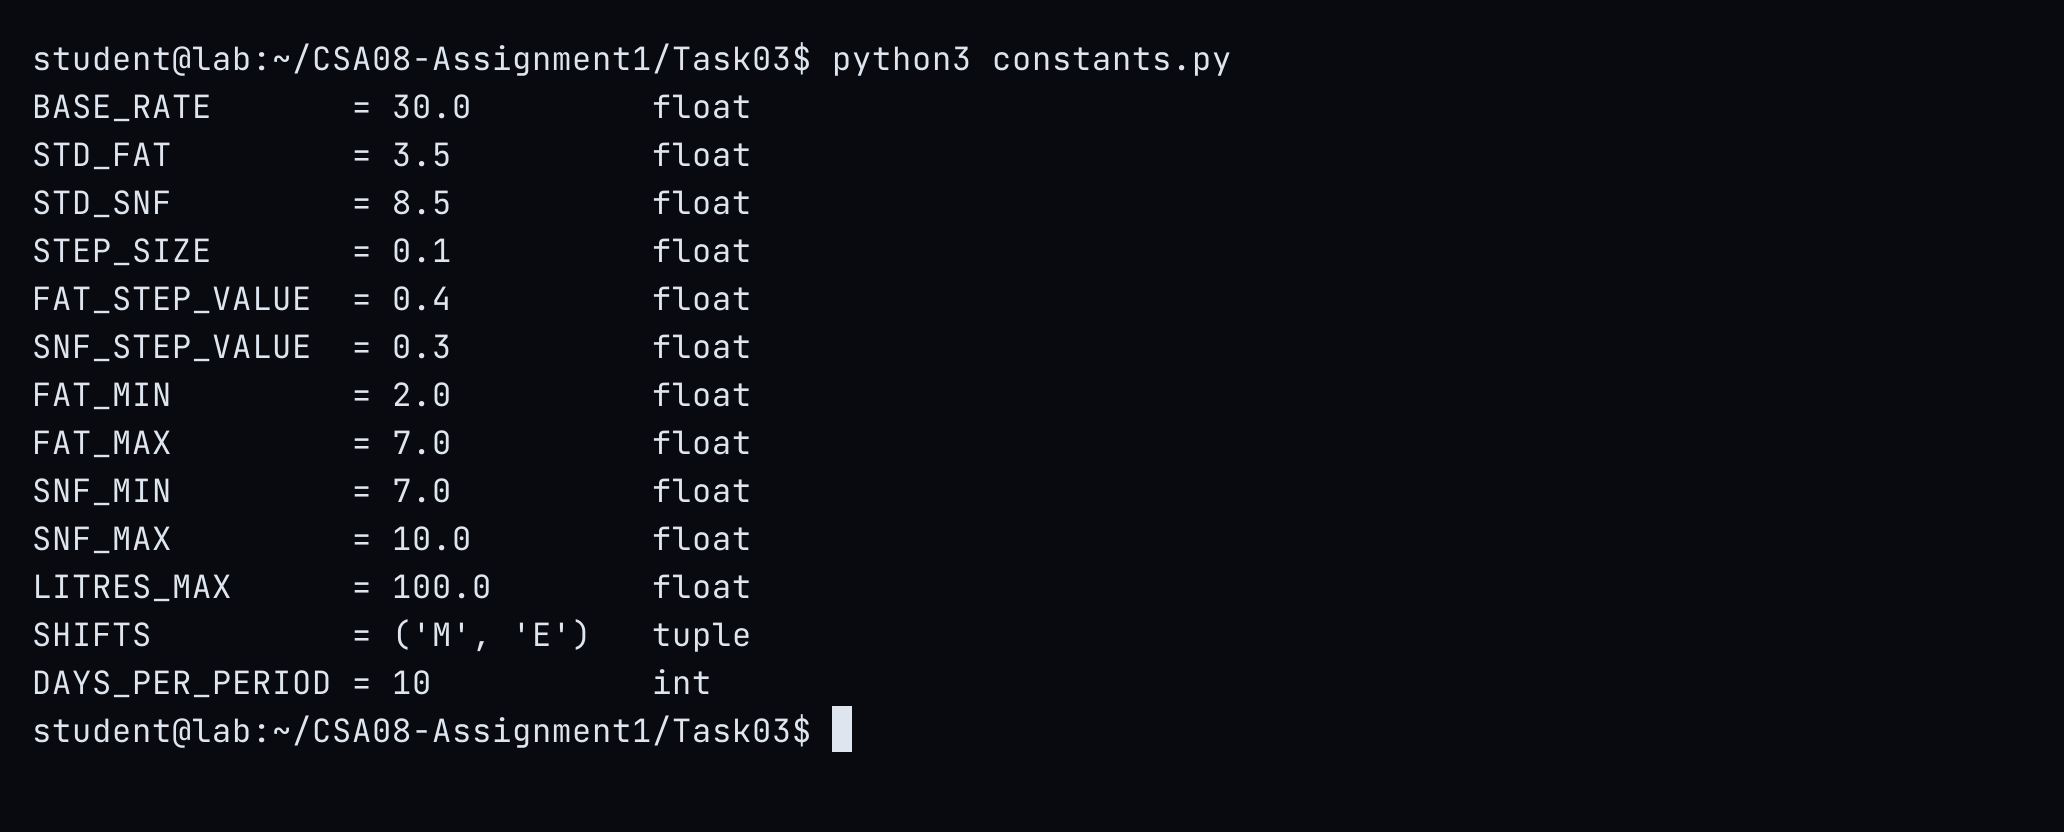 student@lab:~/CSA08-Assignment1/Task03$ python3 constants.py
BASE_RATE       = 30.0         float
STD_FAT         = 3.5          float
STD_SNF         = 8.5          float
STEP_SIZE       = 0.1          float
FAT_STEP_VALUE  = 0.4          float
SNF_STEP_VALUE  = 0.3          float
FAT_MIN         = 2.0          float
FAT_MAX         = 7.0          float
SNF_MIN         = 7.0          float
SNF_MAX         = 10.0         float
LITRES_MAX      = 100.0        float
SHIFTS          = ('M', 'E')   tuple
DAYS_PER_PERIOD = 10           int
student@lab:~/CSA08-Assignment1/Task03$